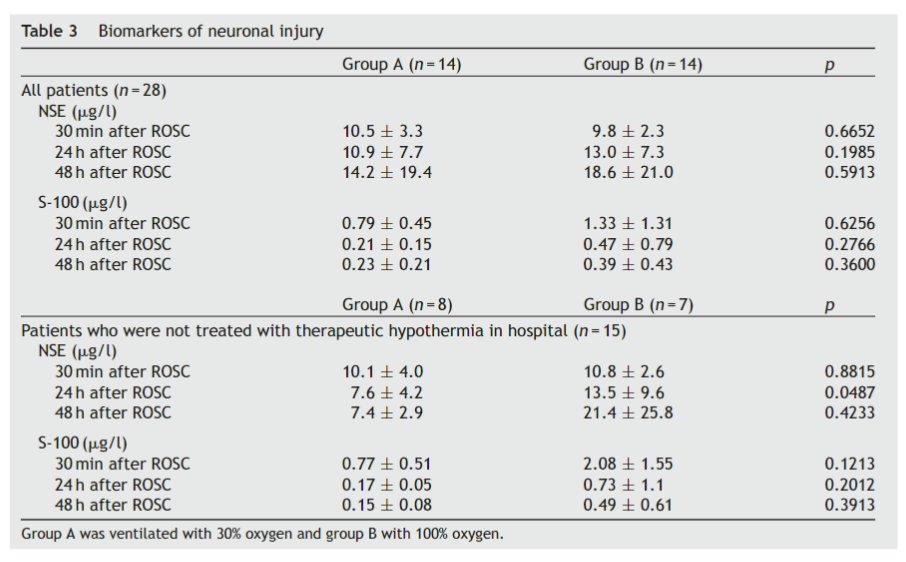 Table 3 Biomarkers of neuronal injury
Group A (n=14) Group B (n=14) p
All patients (n=28)
NSE (μg/l)
30 min after ROSC 10.5 ± 3.3 9.8 ± 2.3 0.6652
24 h after ROSC 10.9 ± 7.7 13.0 ± 7.3 0.1985
48 h after ROSC 14.2 ± 19.4 18.6 ± 21.0 0.5913
S-100 (μg/l)
30 min after ROSC 0.79 ± 0.45 1.33 ± 1.31 0.6256
24 h after ROSC 0.21 ± 0.15 0.47 ± 0.79 0.2766
48 h after ROSC 0.23 ± 0.21 0.39 ± 0.43 0.3600
Group A (n=8) Group B (n=7) p
Patients who were not treated with therapeutic hypothermia in hospital (n=15)
NSE (μg/l)
30 min after ROSC 10.1 ± 4.0 10.8 ± 2.6 0.8815
24 h after ROSC 7.6 ± 4.2 13.5 ± 9.6 0.0487
48 h after ROSC 7.4 ± 2.9 21.4 ± 25.8 0.4233
S-100 (μg/l)
30 min after ROSC 0.77 ± 0.51 2.08 ± 1.55 0.1213
24 h after ROSC 0.17 ± 0.05 0.73 ± 1.1 0.2012
48 h after ROSC 0.15 ± 0.08 0.49 ± 0.61 0.3913
Group A was ventilated with 30% oxygen and group B with 100% oxygen.